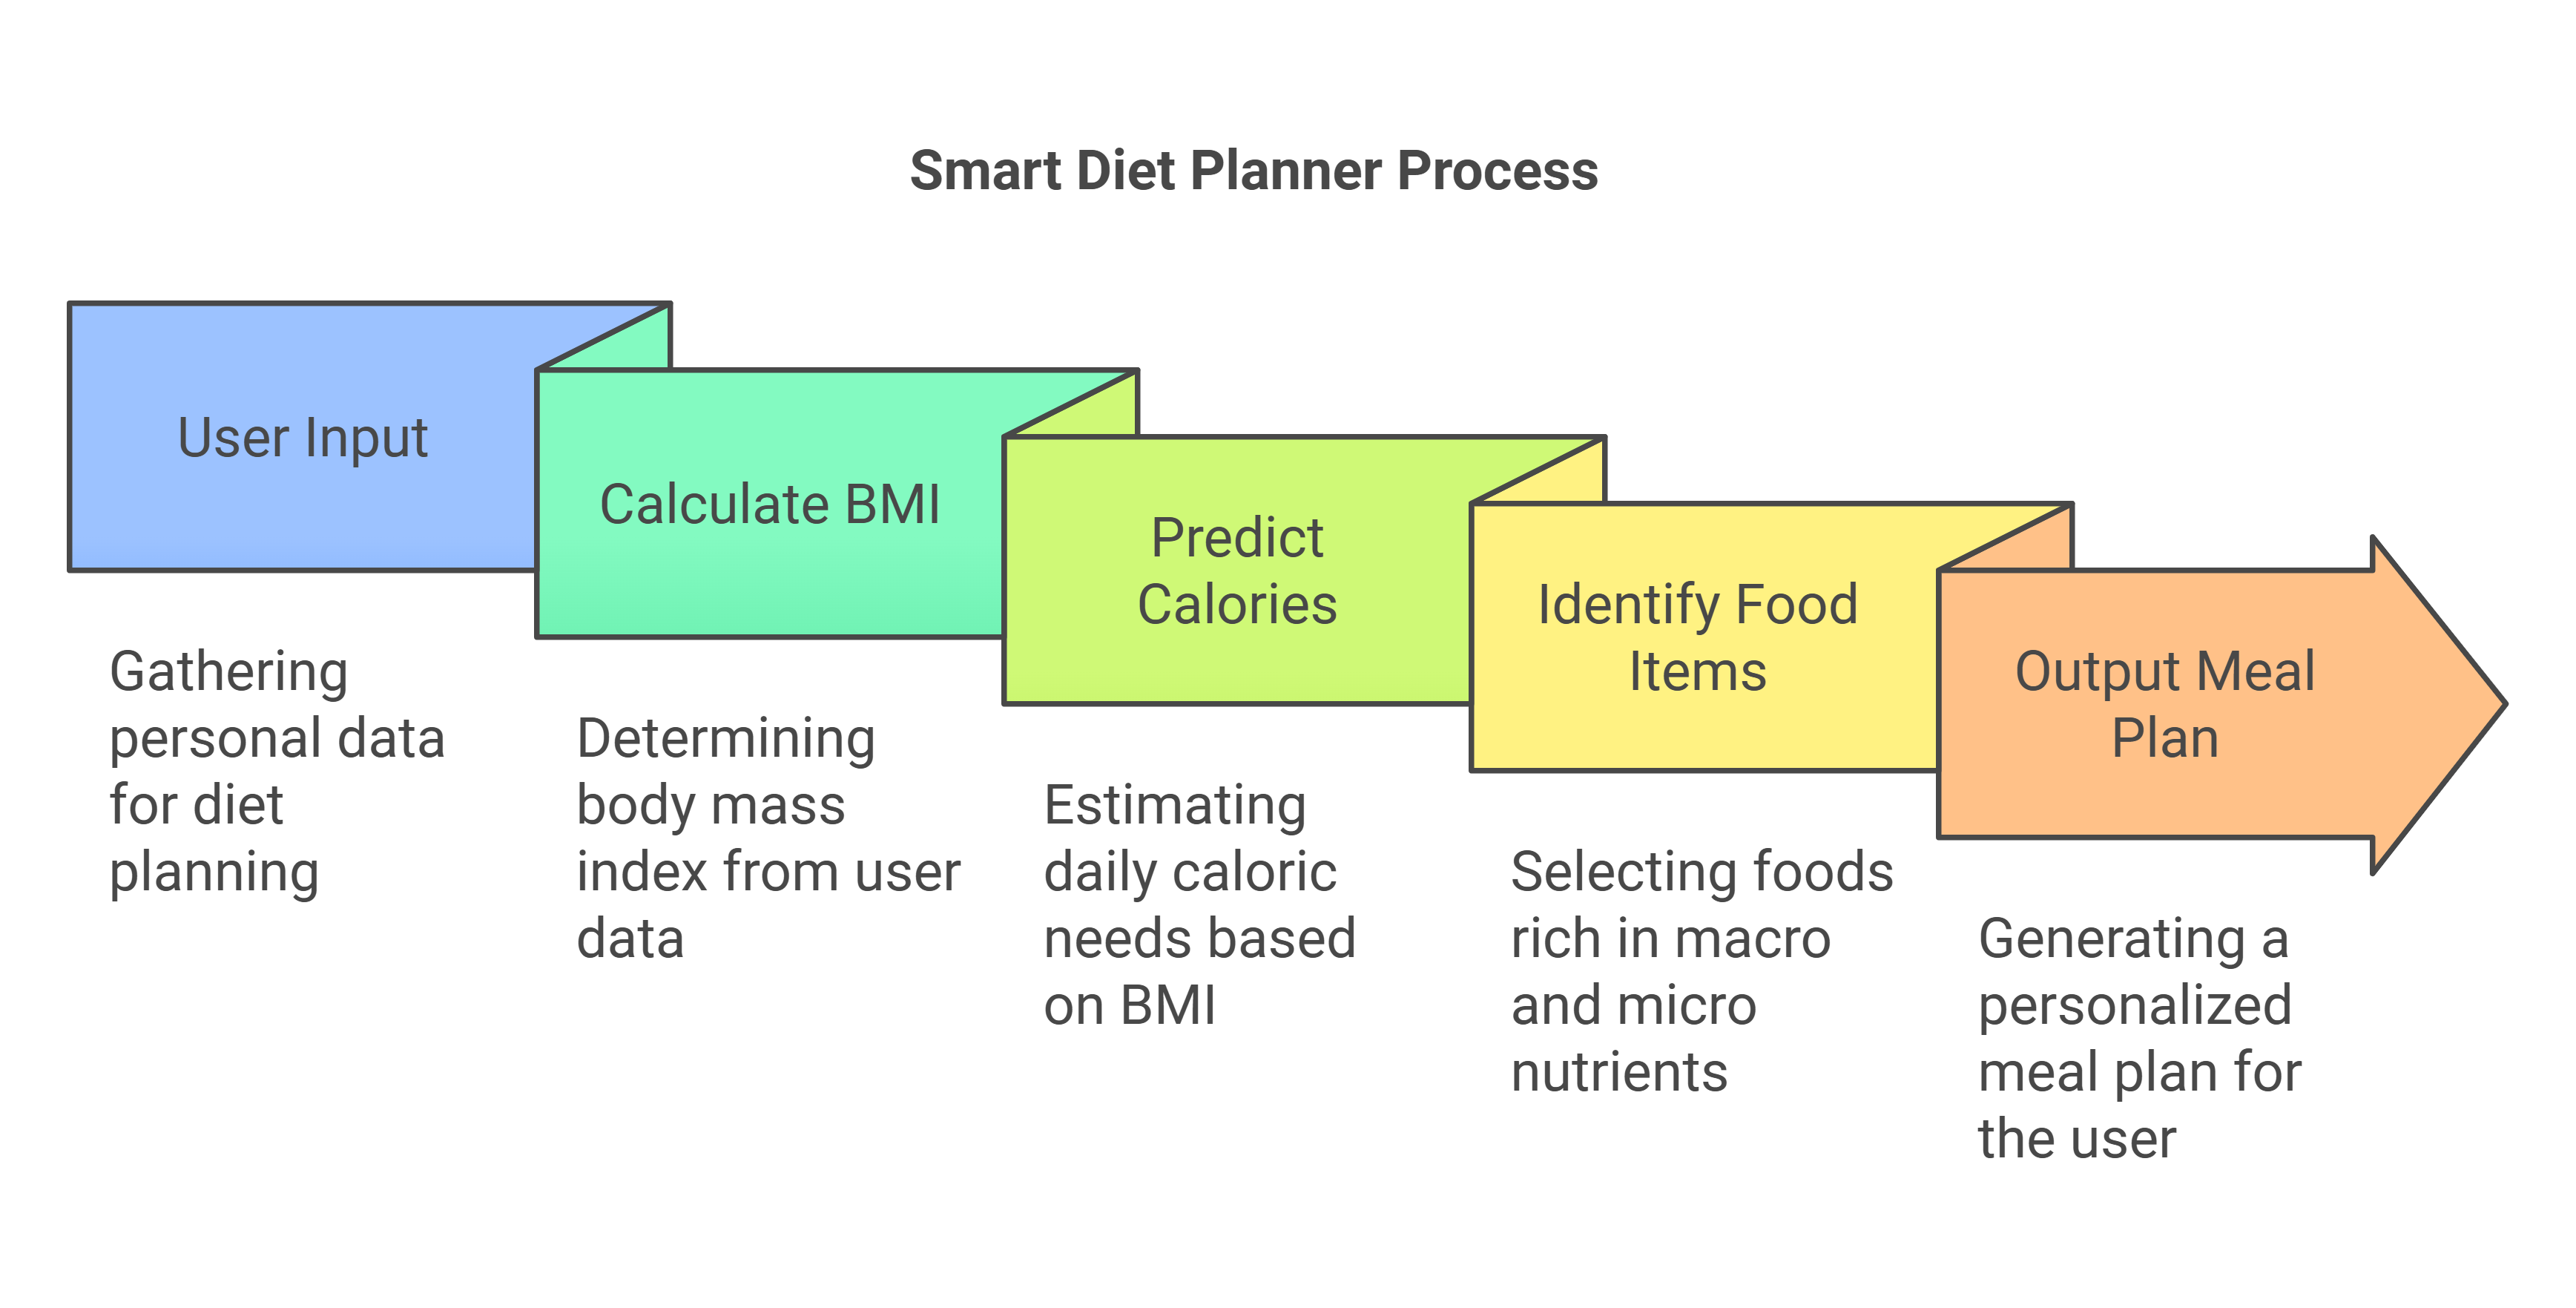 Smart Diet Planner Process
User Input
Gathering
personal data
for diet
planning
Calculate BMI
Determining
body mass
index from user
data
Predict
Calories
Estimating
daily caloric
needs based
on BMI
Identify Food
Items
Selecting foods
rich in macro
and micro
nutrients
Output Meal
Plan
Generating a
personalized
meal plan for
the user